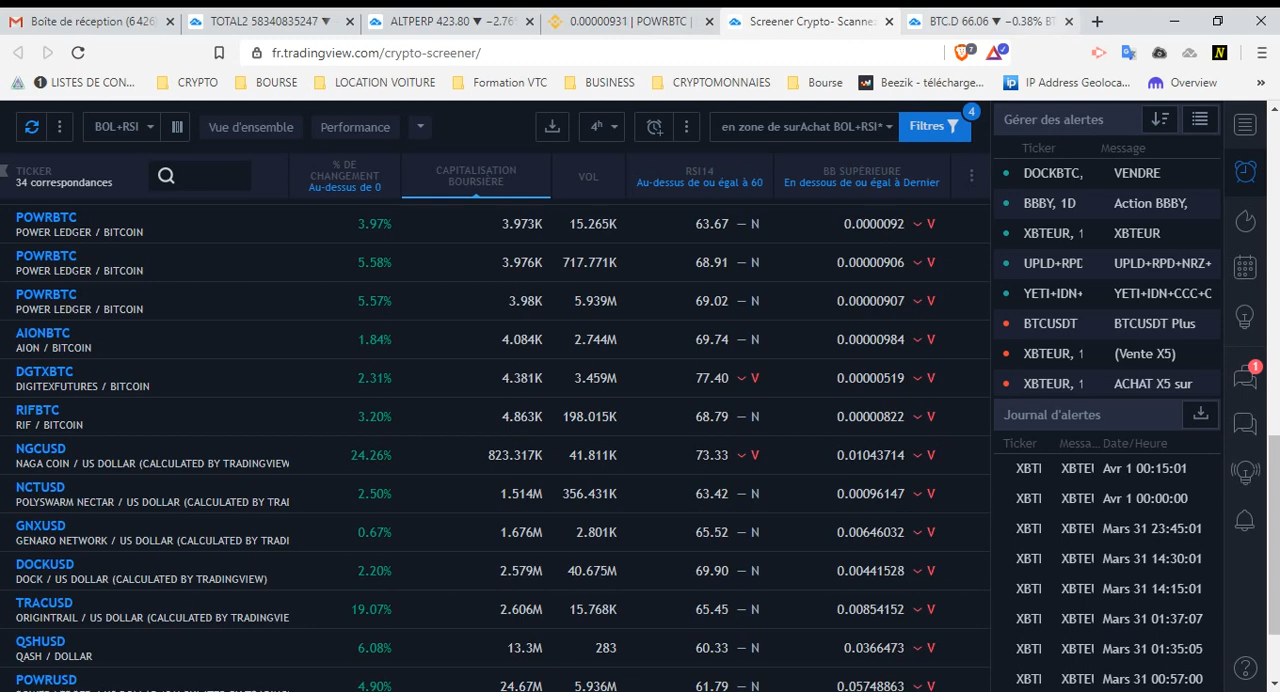 Boîte de réception (6426
TOTAL2 58340835247 ▼
ALTPERP 423.80 ▼ −2.76
0.00000931 | POWRBTC |
Screener Crypto- Scanne
BTC.D 66.06 ▼ −0.38% BT
fr.tradingview.com/crypto-screener/
7
N
1 LISTES DE CON...
CRYPTO
BOURSE
LOCATION VOITURE
Formation VTC
BUSINESS
CRYPTOMONNAIES
Bourse
Beezik - télécharge...
ip IP Address Geoloca...
Overview
»
BOL+RSI
Vue d'ensemble
Performance
4h
en zone de surAchat BOL+RSI*
Filtres
4
TICKER
34 correspondances
% DE
CHANGEMENT
Au-dessus de 0
CAPITALISATION
BOURSIÈRE
VOL
RSI14
Au-dessus de ou égal à 60
BB SUPÉRIEURE
En dessous de ou égal à Dernier
POWRBTC
POWER LEDGER / BITCOIN
3.97% 3.973K 15.265K 63.67 — N 0.0000092 V
POWRBTC
POWER LEDGER / BITCOIN
5.58% 3.976K 717.771K 68.91 — N 0.00000906 V
POWRBTC
POWER LEDGER / BITCOIN
5.57% 3.98K 5.939M 69.02 — N 0.00000907 V
AIONBTC
AION / BITCOIN
1.84% 4.084K 2.744M 69.74 — N 0.00000984 V
DGTXBTC
DIGITEXFUTURES / BITCOIN
2.31% 4.381K 3.459M 77.40 V 0.00000519 V
RIFBTC
RIF / BITCOIN
3.20% 4.863K 198.015K 68.79 — N 0.00000822 V
NGCUSD
NAGA COIN / US DOLLAR (CALCULATED BY TRADINGVIEW
24.26% 823.317K 41.811K 73.33 V 0.01043714 V
NCTUSD
POLYSWARM NECTAR / US DOLLAR (CALCULATED BY TRAI
2.50% 1.514M 356.431K 63.42 — N 0.00096147 V
GNXUSD
GENARO NETWORK / US DOLLAR (CALCULATED BY TRADI
0.67% 1.676M 2.801K 65.52 — N 0.00646032 V
DOCKUSD
DOCK / US DOLLAR (CALCULATED BY TRADINGVIEW)
2.20% 2.579M 40.675M 69.90 — N 0.00441528 V
TRACUSD
ORIGINTRAIL / US DOLLAR (CALCULATED BY TRADINGVIE
19.07% 2.606M 15.768K 65.45 — N 0.00854152 V
QSHUSD
QASH / DOLLAR
6.08% 13.3M 283 60.33 — N 0.0366473 V
POWRUSD
4.90% 24.67M 5.936M 61.79 — N 0.05748863 V
Gérer des alertes
Ticker Message
DOCKBTC, VENDRE
BBBY, 1D Action BBBY,
XBTEUR, 1 XBTEUR
UPLD+RPD UPLD+RPD+NRZ+
YETI+IDN+ YETI+IDN+CCC+C
BTCUSDT BTCUSDT Plus
XBTEUR, 1 (Vente X5)
XBTEUR, 1 ACHAT X5 sur
Journal d'alertes
Ticker Messa... Date/Heure
XBTI XBTEI Avr 1 00:15:01
XBTI XBTEI Avr 1 00:00:00
XBTI XBTEI Mars 31 23:45:01
XBTI XBTEI Mars 31 14:30:01
XBTI XBTEI Mars 31 14:15:01
XBTI XBTEI Mars 31 01:37:07
XBTI XBTEI Mars 31 01:35:05
XBTI XBTEI Mars 31 00:57:00
1